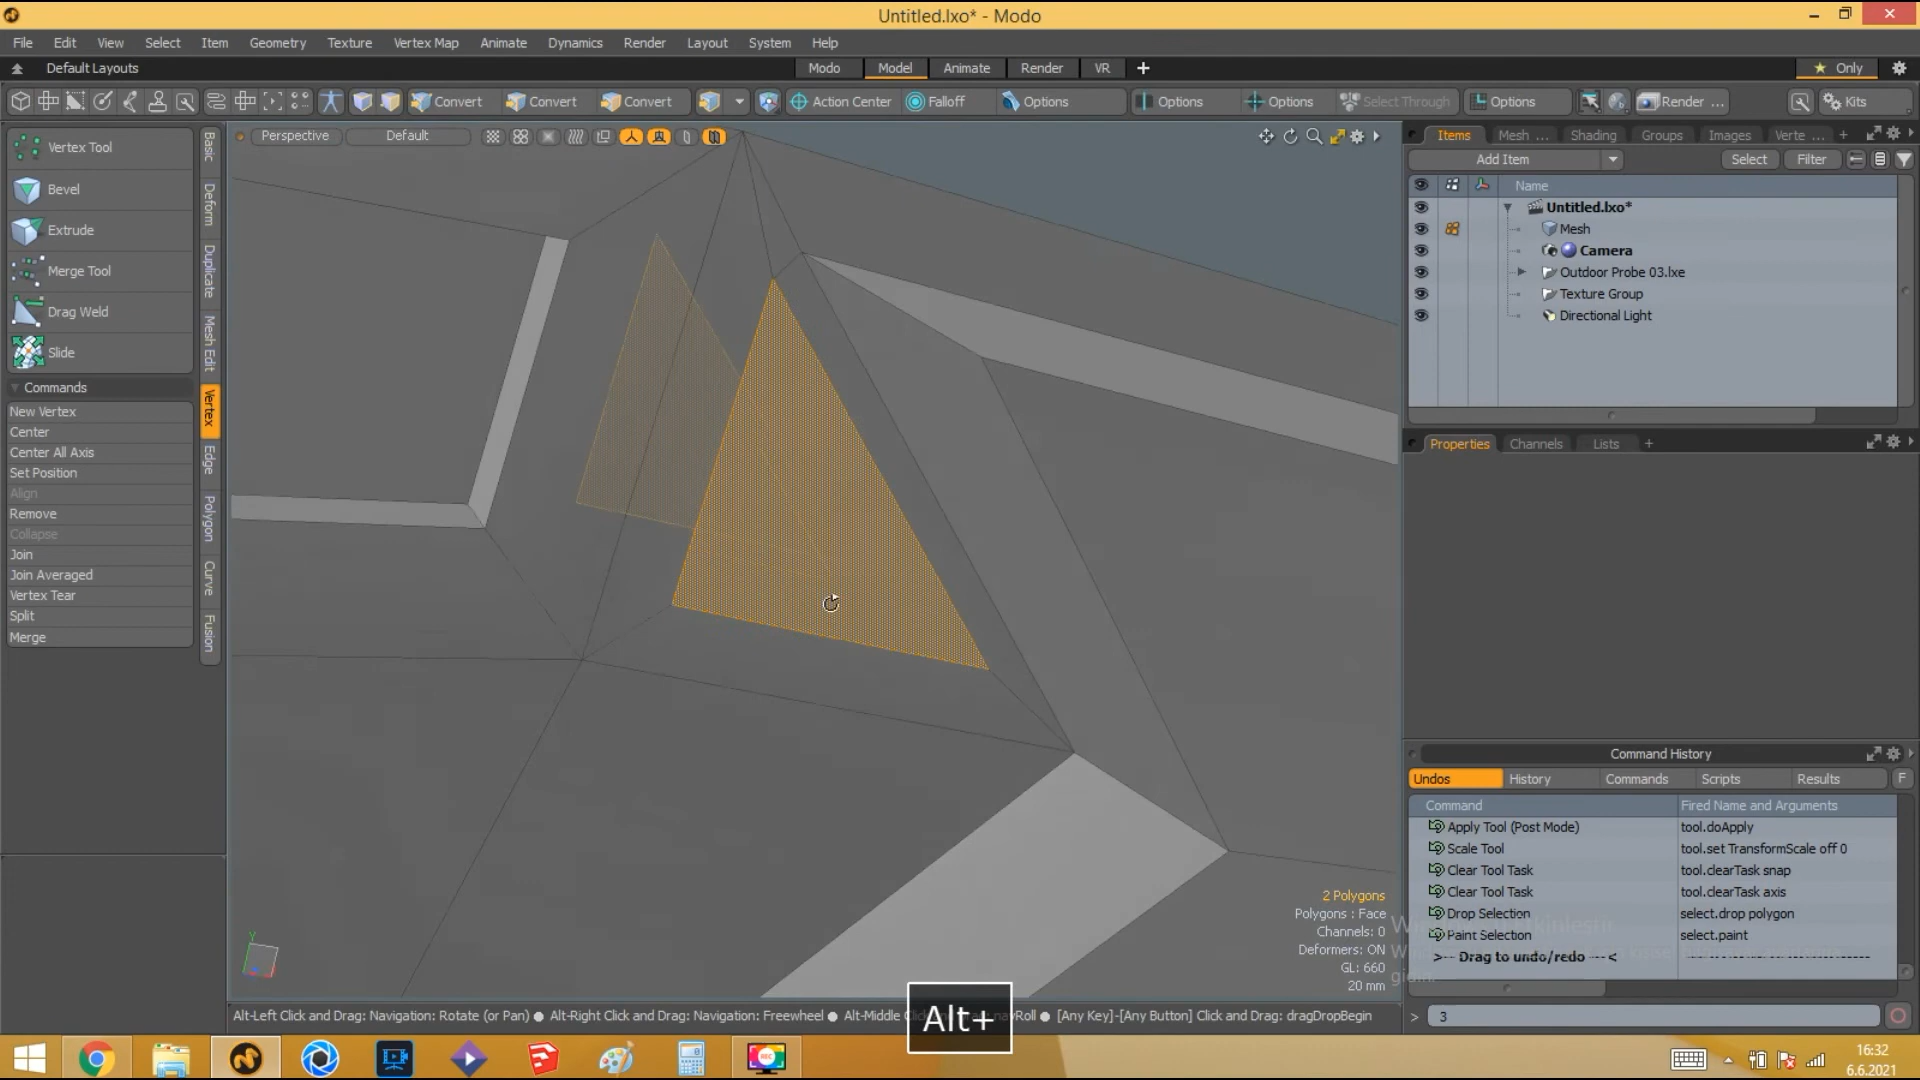 Untitled.lxo* - Modo
File Edit View Select Item Geometry Texture Vertex Map Animate Dynamics Render Layout System Help
Default Layouts Modo Model Animate Render VR + ★ Only
Convert Convert Convert Action Center Falloff Options Options Options Select Through Options Render ... Kits
Vertex Tool
Bevel
Extrude
Merge Tool
Drag Weld
Slide
Commands
New Vertex
Center
Center All Axis
Set Position
Align
Remove
Collapse
Join
Join Averaged
Vertex Tear
Split
Merge
Basic
Deform
Duplicate
Mesh Edit
Vertex
Edge
Polygon
Curve
Fusion
Perspective Default
2 Polygons
Polygons : Face
Channels: 0
Deformers: ON
GL: 660
20 mm
Y
Items Mesh ... Shading Groups Images Verte ... +
Add Item Select Filter
Name
Untitled.lxo*
Mesh
Camera
Outdoor Probe 03.lxe
Texture Group
Directional Light
Properties Channels Lists +
Command History
Undos History Commands Scripts Results F
Command Fired Name and Arguments
Apply Tool (Post Mode) tool.doApply
Scale Tool tool.set TransformScale off 0
Clear Tool Task tool.clearTask snap
Clear Tool Task tool.clearTask axis
Drop Selection select.drop polygon
Paint Selection select.paint
>-- Drag to undo/redo ---<
> 3
Alt-Left Click and Drag: Navigation: Rotate (or Pan) ● Alt-Right Click and Drag: Navigation: Freewheel ● Alt-Middle ● [Any Key]-[Any Button] Click and Drag: dragDropBegin
Alt+
REC
16:32
6.6.2021